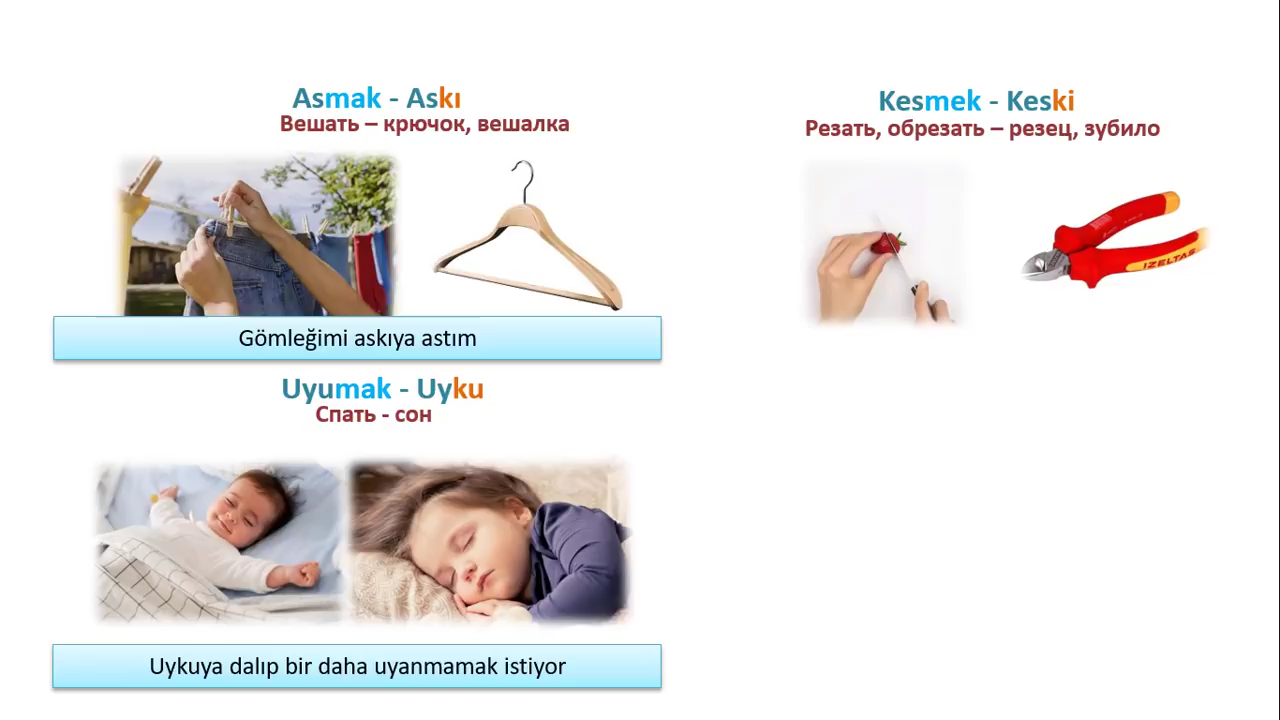 Asmak - Askı
Вешать – крючок, вешалка
Gömleğimi askıya astım
Uyumak - Uyku
Спать - сон
Uykuya dalıp bir daha uyanmamak istiyor
Kesmek - Keski
Резать, обрезать – резец, зубило
İZELTAŞ